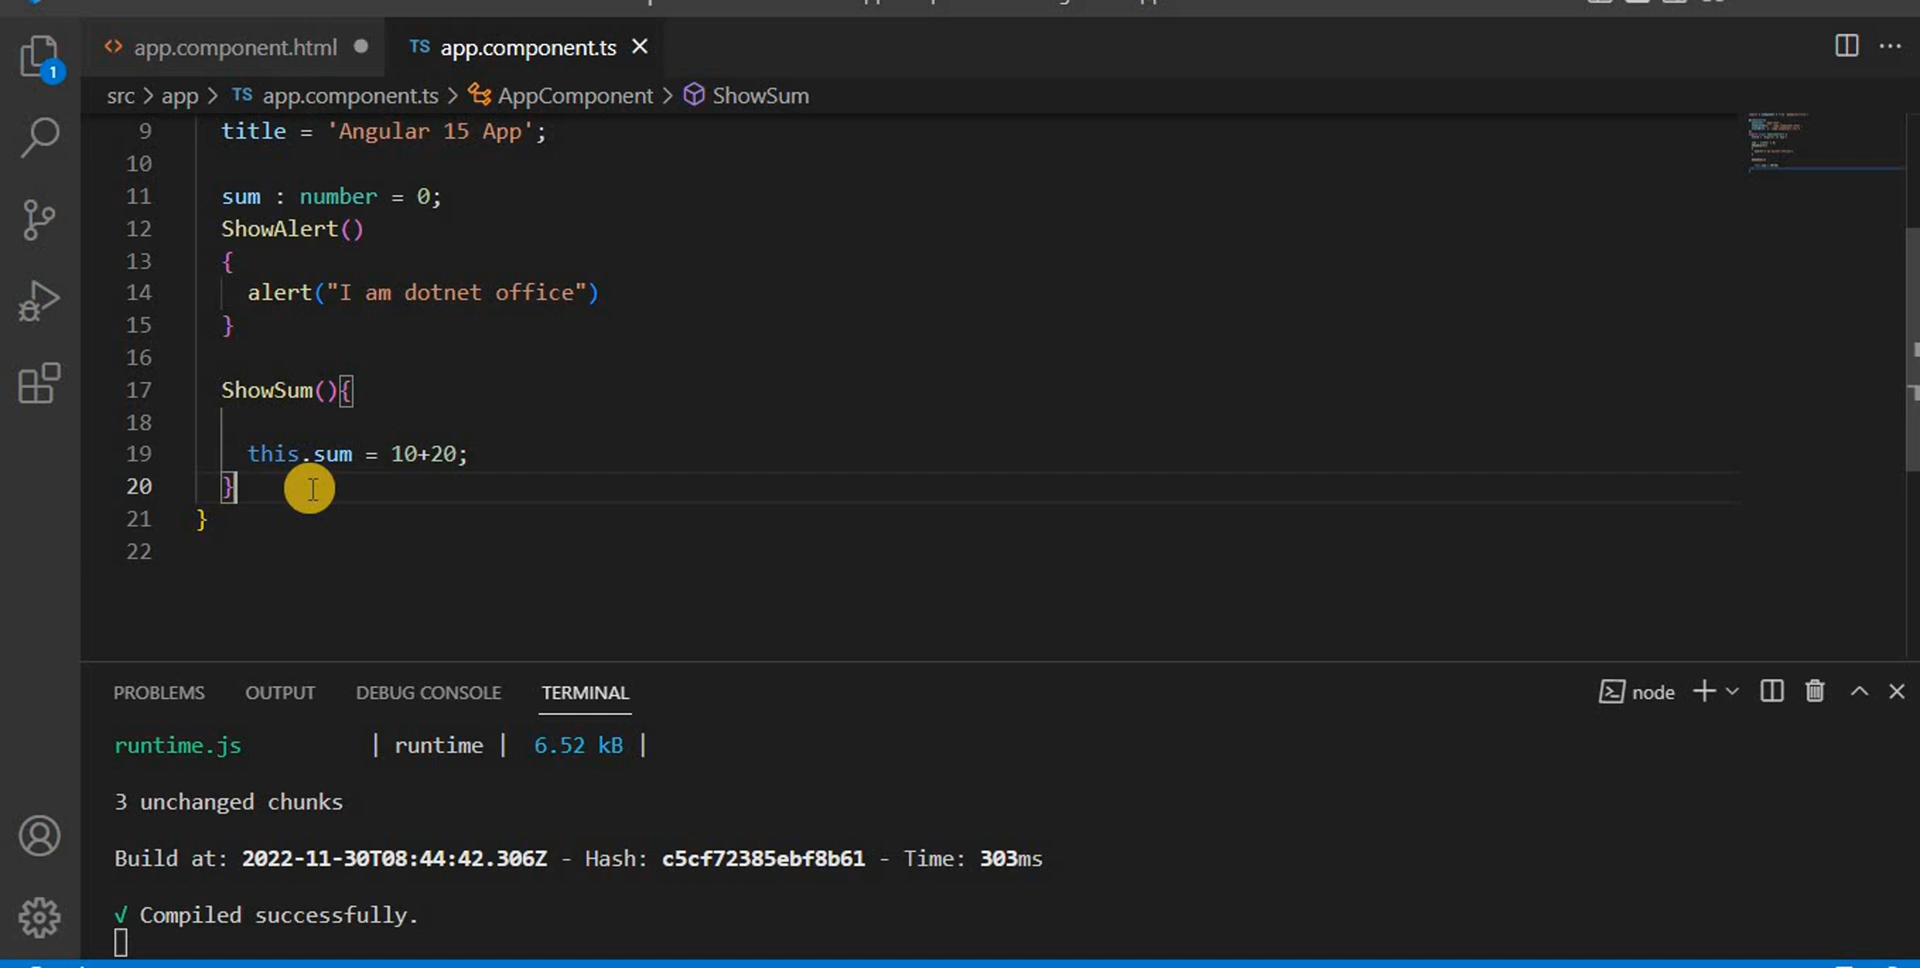 <> app.component.html ● TS app.component.ts ×
1
src > app > TS app.component.ts > AppComponent > ShowSum
9 title = 'Angular 15 App';
10
11 sum : number = 0;
12 ShowAlert()
13 {
14 alert("I am dotnet office")
15 }
16
17 ShowSum(){
18
19 this.sum = 10+20;
20 }
21 }
22
PROBLEMS OUTPUT DEBUG CONSOLE TERMINAL node
runtime.js | runtime | 6.52 kB |
3 unchanged chunks
Build at: 2022-11-30T08:44:42.306Z - Hash: c5cf72385ebf8b61 - Time: 303ms
√ Compiled successfully.